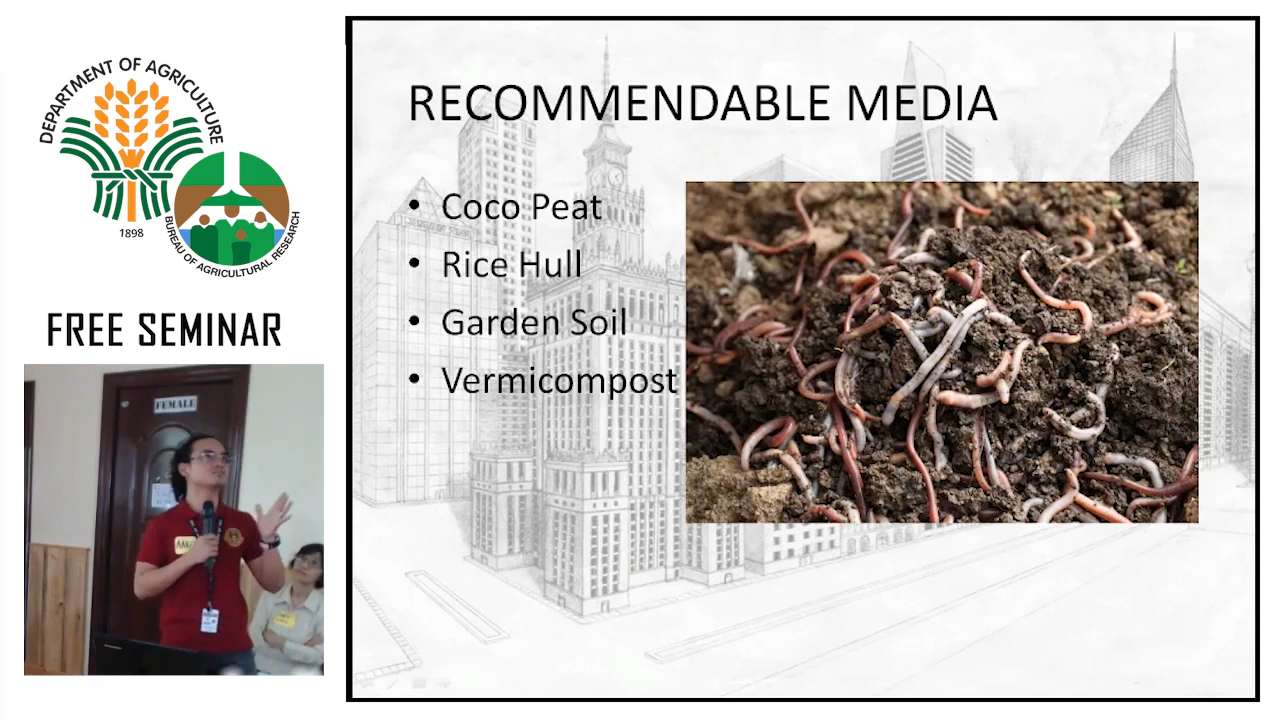 DEPARTMENT OF AGRICULTURE
1898
BUREAU OF AGRICULTURAL RESEARCH
FREE SEMINAR
FEMALE
RECOMMENDABLE MEDIA
• Coco Peat
• Rice Hull
• Garden Soil
• Vermicompost